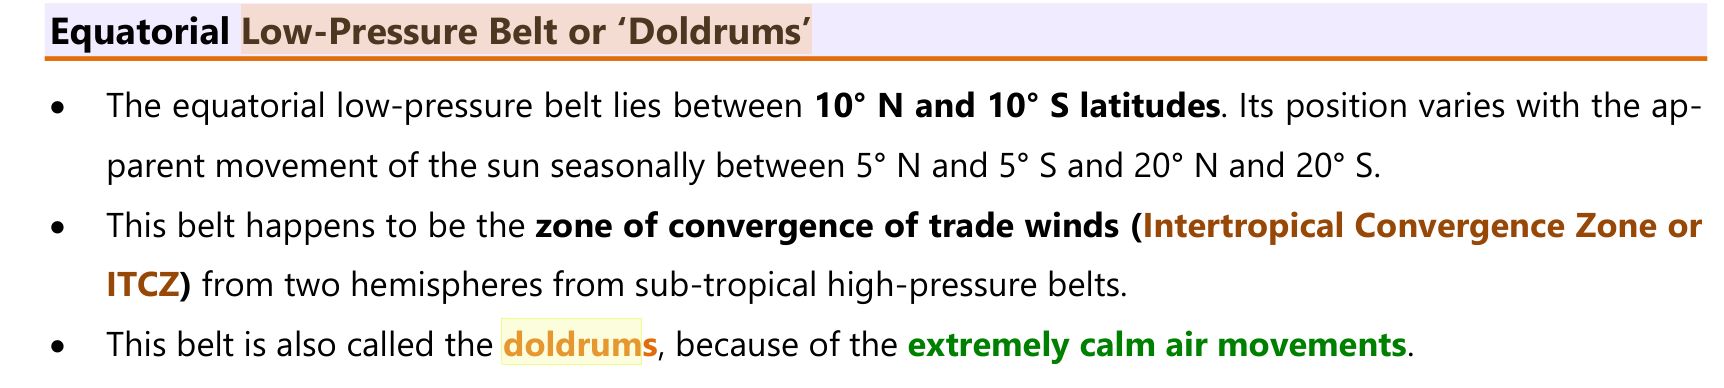 Equatorial Low-Pressure Belt or ‘Doldrums’
• The equatorial low-pressure belt lies between 10° N and 10° S latitudes. Its position varies with the ap-
parent movement of the sun seasonally between 5° N and 5° S and 20° N and 20° S.
• This belt happens to be the zone of convergence of trade winds (Intertropical Convergence Zone or
ITCZ) from two hemispheres from sub-tropical high-pressure belts.
• This belt is also called the doldrums, because of the extremely calm air movements.